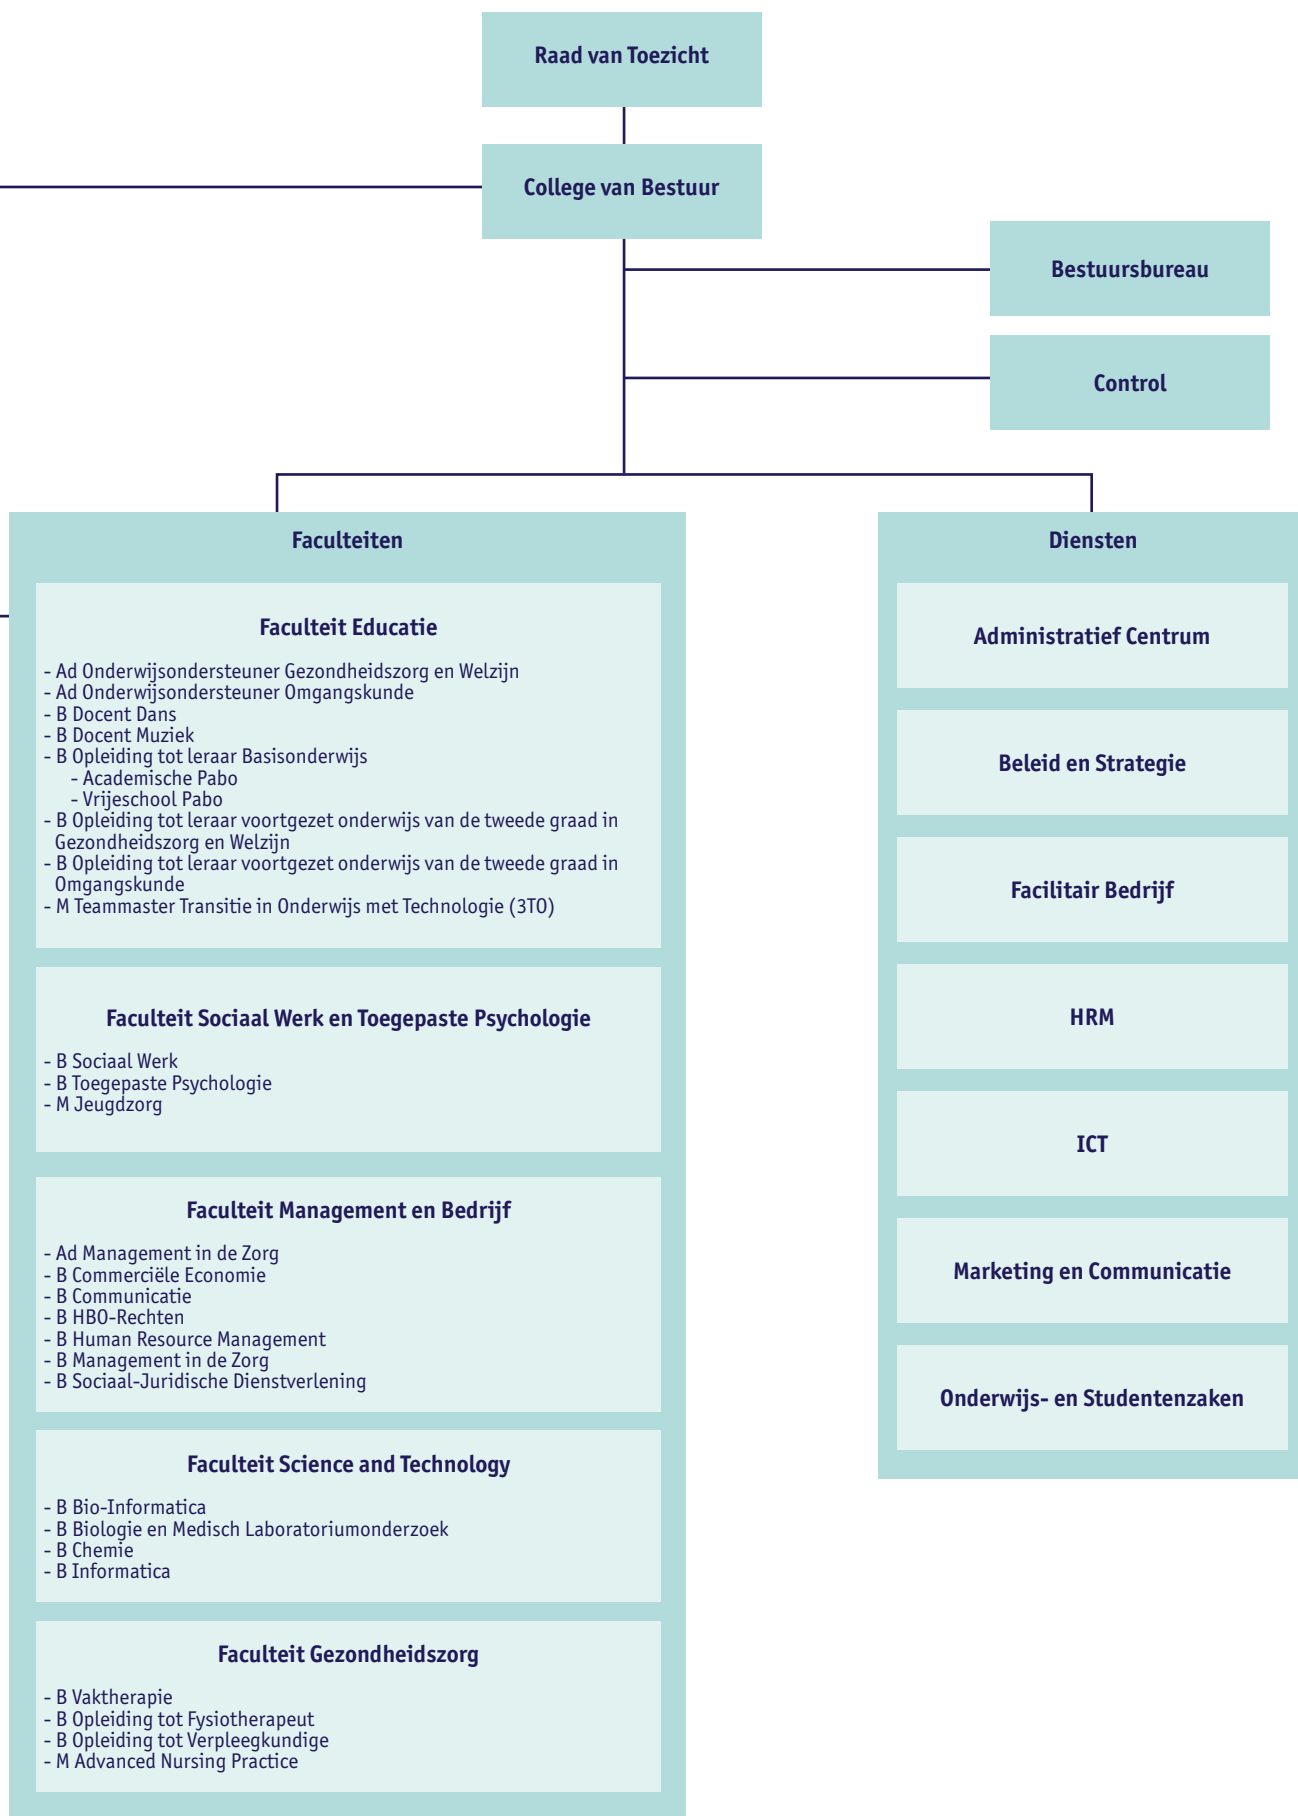 Raad van Toezicht
College van Bestuur
Bestuursbureau
Control
Faculteiten
Faculteit Educatie
- Ad Onderwijsondersteuner Gezondheidszorg en Welzijn
- Ad Onderwijsondersteuner Omgangskunde
- B Docent Dans
- B Docent Muziek
- B Opleiding tot leraar Basisonderwijs
- Academische Pabo
- Vrijeschool Pabo
- B Opleiding tot leraar voortgezet onderwijs van de tweede graad in
Gezondheidszorg en Welzijn
- B Opleiding tot leraar voortgezet onderwijs van de tweede graad in
Omgangskunde
- M Teammaster Transitie in Onderwijs met Technologie (3TO)
Faculteit Sociaal Werk en Toegepaste Psychologie
- B Sociaal Werk
- B Toegepaste Psychologie
- M Jeugdzorg
Faculteit Management en Bedrijf
- Ad Management in de Zorg
- B Commerciële Economie
- B Communicatie
- B HBO-Rechten
- B Human Resource Management
- B Management in de Zorg
- B Sociaal-Juridische Dienstverlening
Faculteit Science and Technology
- B Bio-Informatica
- B Biologie en Medisch Laboratoriumonderzoek
- B Chemie
- B Informatica
Faculteit Gezondheidszorg
- B Vaktherapie
- B Opleiding tot Fysiotherapeut
- B Opleiding tot Verpleegkundige
- M Advanced Nursing Practice
Diensten
Administratief Centrum
Beleid en Strategie
Facilitair Bedrijf
HRM
ICT
Marketing en Communicatie
Onderwijs- en Studentenzaken